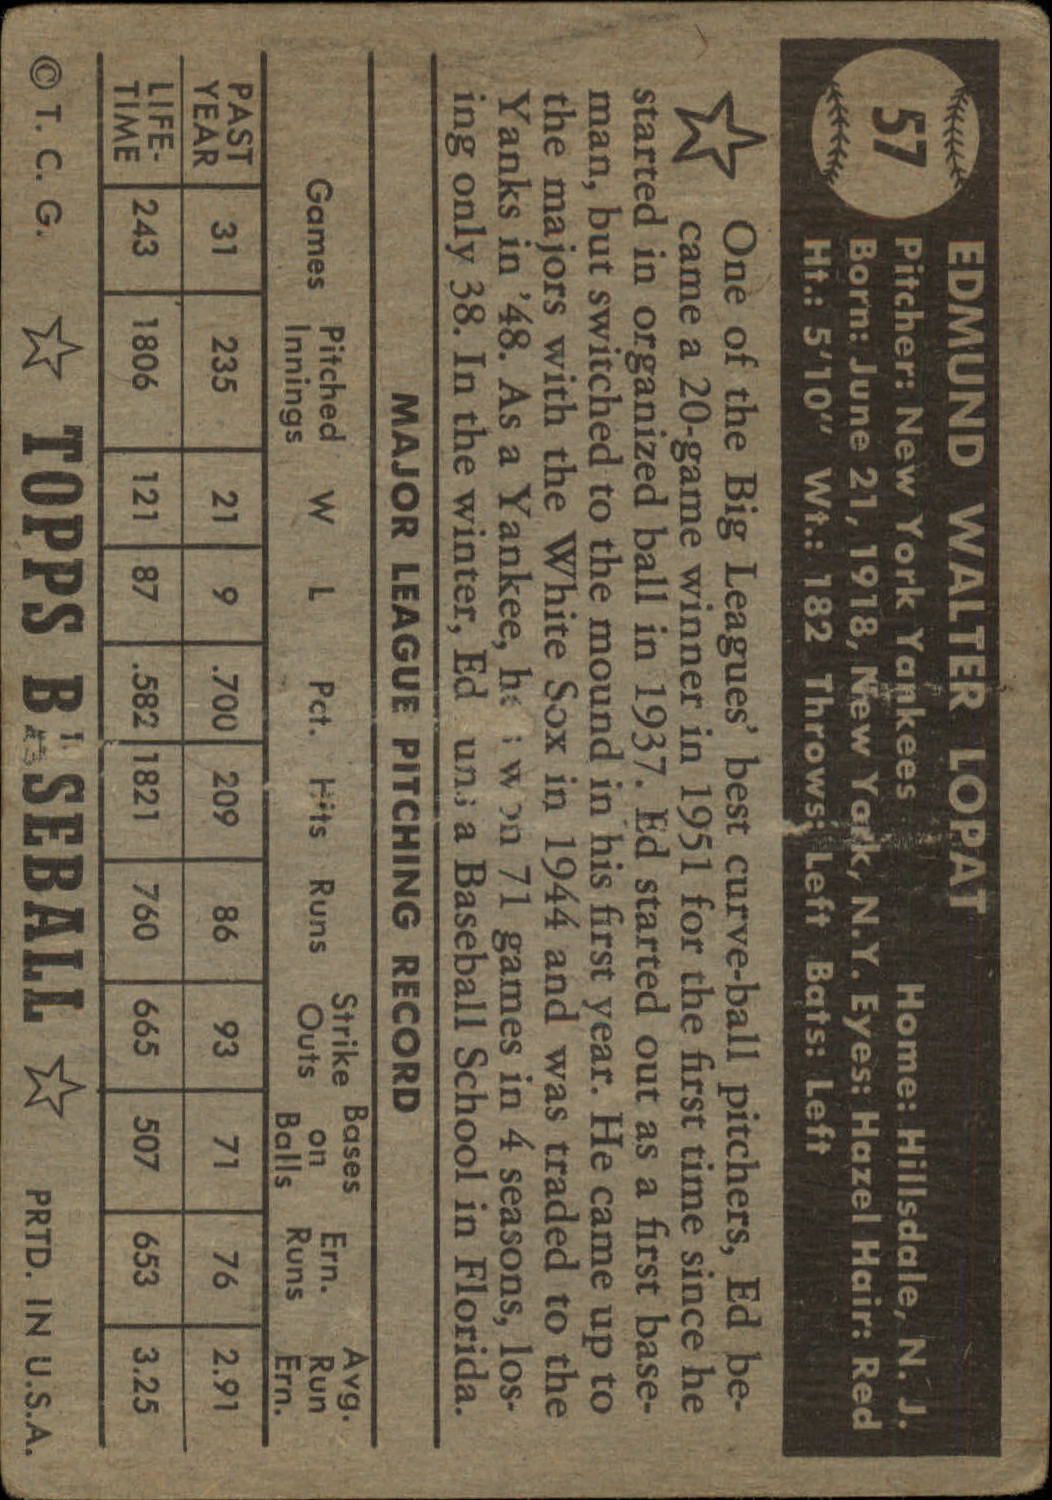 57
EDMUND WALTER LOPAT
Pitcher: New York Yankees Home: Hillsdale, N. J.
Born: June 21, 1918, New York, N.Y. Eyes: Hazel Hair: Red
Ht.: 5'10" Wt.: 182 Throws: Left Bats: Left
One of the Big Leagues' best curve-ball pitchers, Ed be-
came a 20-game winner in 1951 for the first time since he
started in organized ball in 1937. Ed started out as a first base-
man, but switched to the mound in his first year. He came up to
the majors with the White Sox in 1944 and was traded to the
Yanks in '48. As a Yankee, he's won 71 games in 4 seasons, los-
ing only 38. In the winter, Ed runs a Baseball School in Florida.
MAJOR LEAGUE PITCHING RECORD
Games Pitched Innings W L Pct. Hits Runs Strike Outs Bases on Balls Ern. Runs Avg. Run Ern.
PAST YEAR 31 235 21 9 .700 209 86 93 71 76 2.91
LIFE-TIME 243 1806 121 87 .582 1821 760 665 507 653 3.25
© T. C. G. ☆ TOPPS BASEBALL ☆ PRTD. IN U.S.A.